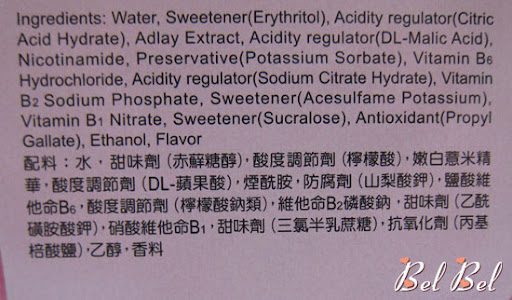 Ingredients: Water, Sweetener(Erythritol), Acidity regulator(Citric
Acid Hydrate), Adlay Extract, Acidity regulator(DL-Malic Acid),
Nicotinamide, Preservative(Potassium Sorbate), Vitamin B6
Hydrochloride, Acidity regulator(Sodium Citrate Hydrate), Vitamin
B2 Sodium Phosphate, Sweetener(Acesulfame Potassium),
Vitamin B1 Nitrate, Sweetener(Sucralose), Antioxidant(Propyl
Gallate), Ethanol, Flavor
配料：水，甜味劑（赤蘇糖醇），酸度調節劑（檸檬酸），嫩白薏米精
華，酸度調節劑（DL-蘋果酸），煙酰胺，防腐劑（山梨酸鉀），鹽酸維
他命B6，酸度調節劑（檸檬酸鈉類），維他命B2磷酸鈉，甜味劑（乙酰
磺胺酸鉀），硝酸維他命B1，甜味劑（三氯半乳蔗糖），抗氧化劑（丙基
棓酸鹽），乙醇，香料
Bel Bel